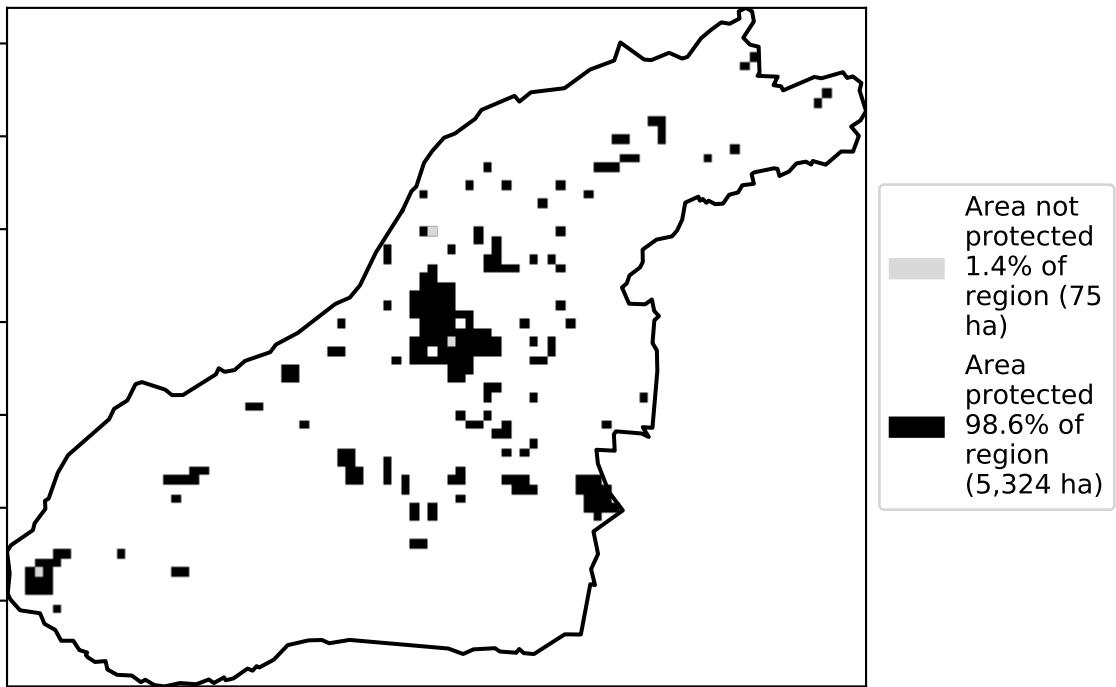 Area not
protected
1.4% of
region (75
ha)
Area
protected
98.6% of
region
(5,324 ha)